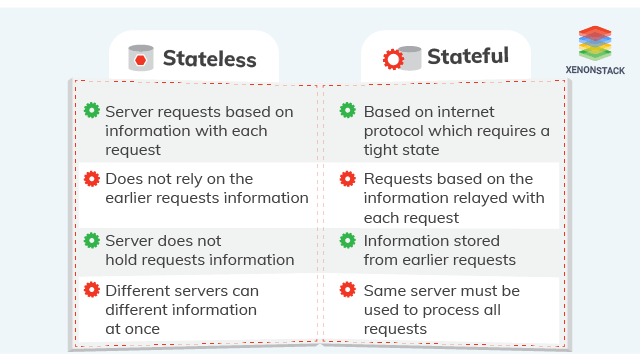 Stateless
Stateful
XENONSTACK
Server requests based on
information with each
request
Based on internet
protocol which requires a
tight state
Does not rely on the
earlier requests information
Requests based on the
information relayed with
each request
Server does not
hold requests information
Information stored
from earlier requests
Different servers can
different information
at once
Same server must be
used to process all
requests